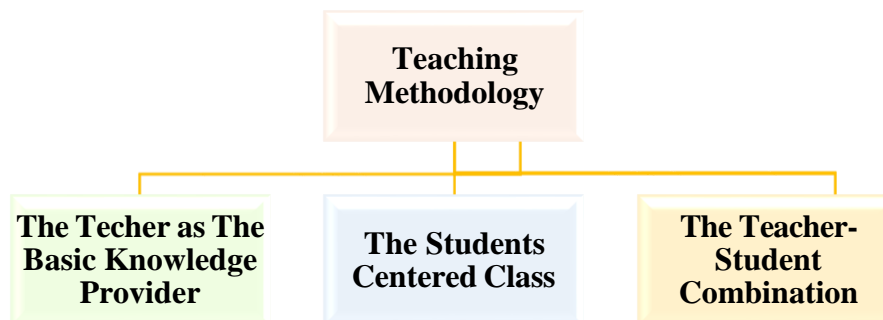 Teaching
Methodology
The Techer as The
Basic Knowledge
Provider
The Students
Centered Class
The Teacher-
Student
Combination